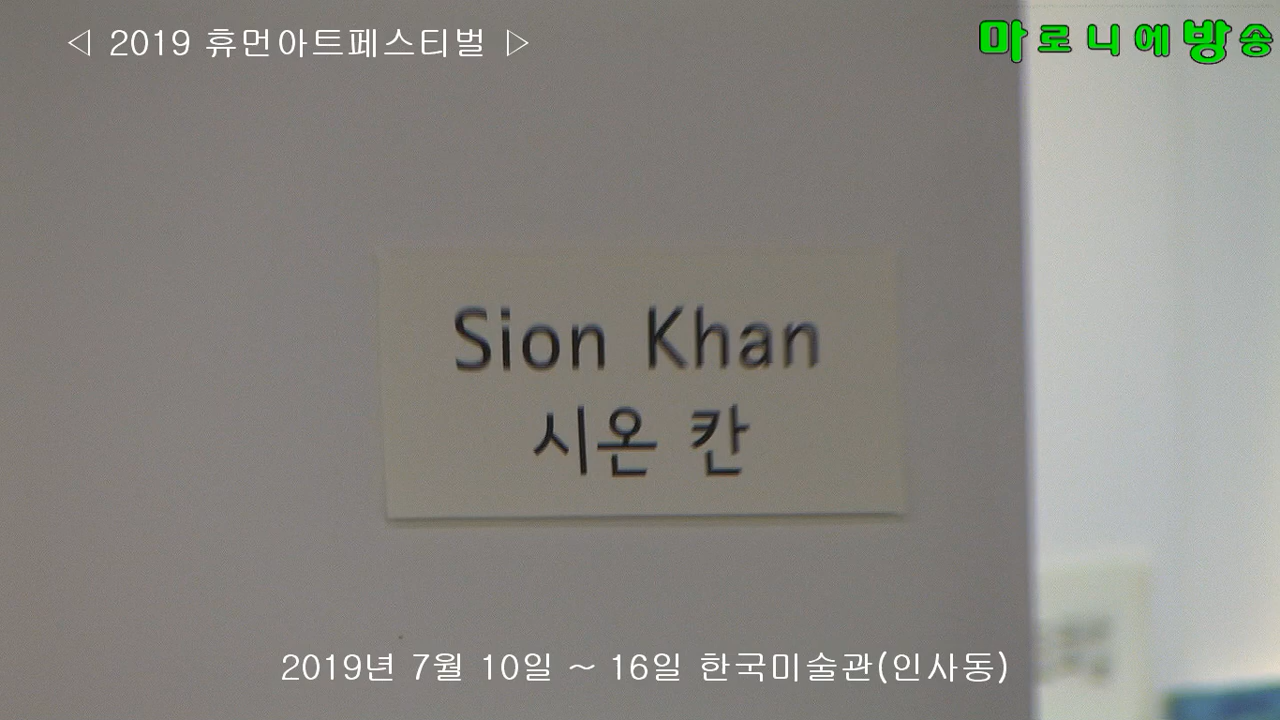 ◁ 2019 휴먼아트페스티벌 ▷
마로니에방송
Sion Khan
시온 칸
2019년 7월 10일 ~ 16일 한국미술관(인사동)